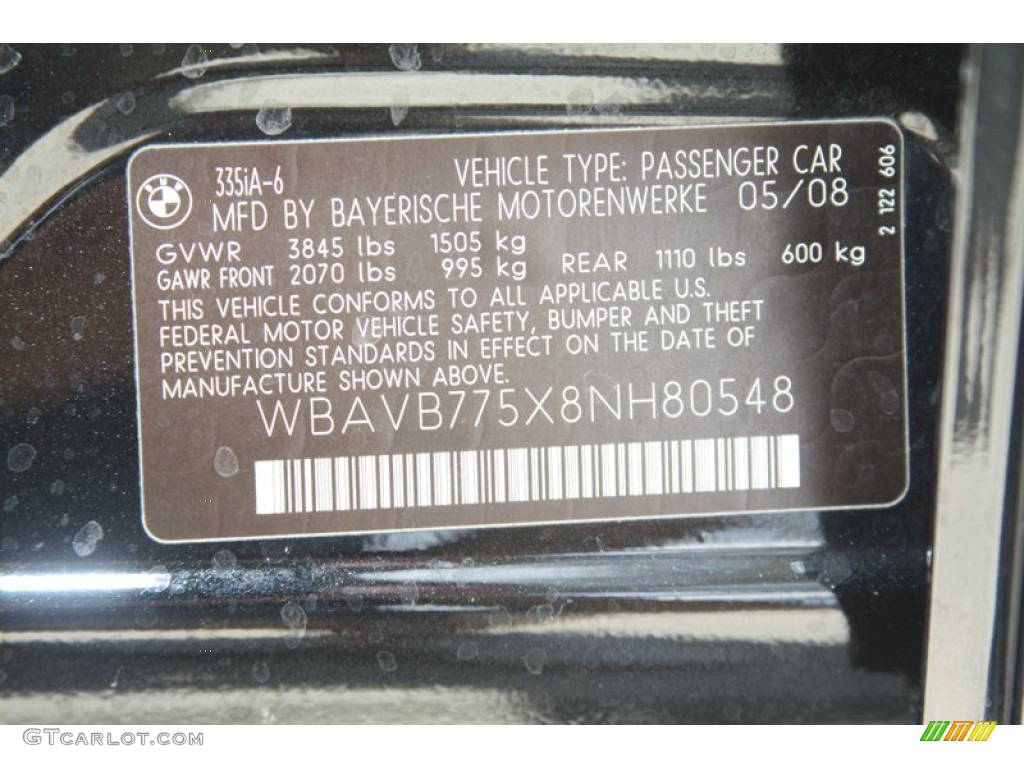 335iA-6 VEHICLE TYPE: PASSENGER CAR
MFD BY BAYERISCHE MOTORENWERKE 05/08
GVWR 3845 lbs 1505 kg
GAWR FRONT 2070 lbs 995 kg REAR 1110 lbs 600 kg
THIS VEHICLE CONFORMS TO ALL APPLICABLE U.S.
FEDERAL MOTOR VEHICLE SAFETY, BUMPER AND THEFT
PREVENTION STANDARDS IN EFFECT ON THE DATE OF
MANUFACTURE SHOWN ABOVE.
WBAVB775X8NH80548
2 122 606
BMW
GTCARLOT.COM